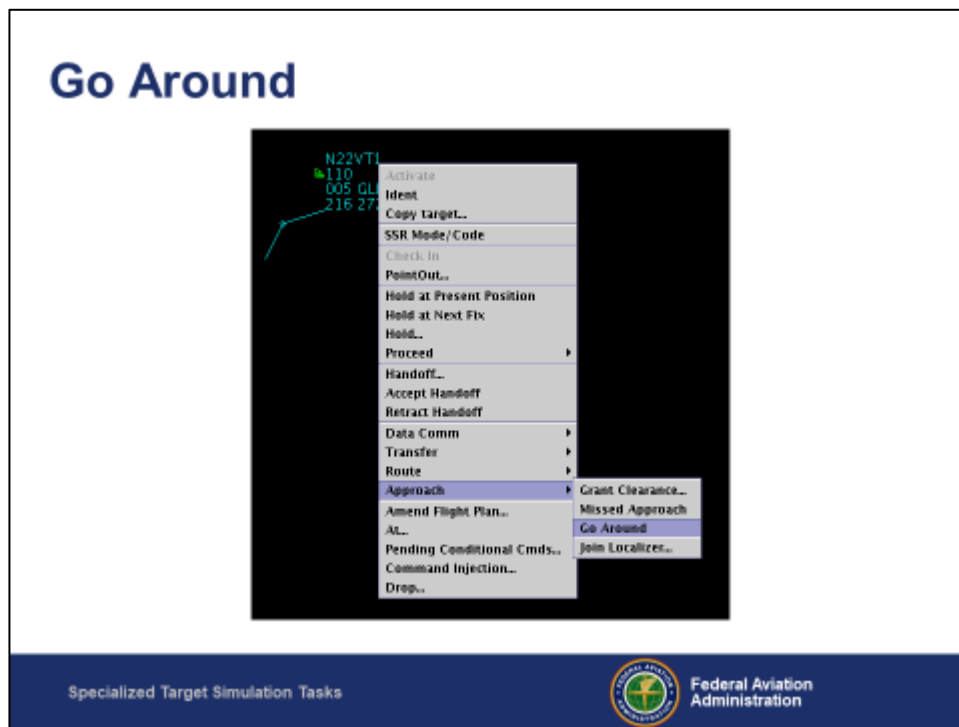 Go Around
N22VT1
110
005 GL
216 27
Activate
Ident
Copy target...
SSR Mode/Code
Check In
PointOut...
Hold at Present Position
Hold at Next Fix
Hold...
Proceed
Handoff...
Accept Handoff
Retract Handoff
Data Comm
Transfer
Route
Approach
Grant Clearance...
Missed Approach
Go Around
Join Localizer...
Amend Flight Plan...
At...
Pending Conditional Cmds...
Command Injection...
Drop...
Specialized Target Simulation Tasks
Federal Aviation
Administration